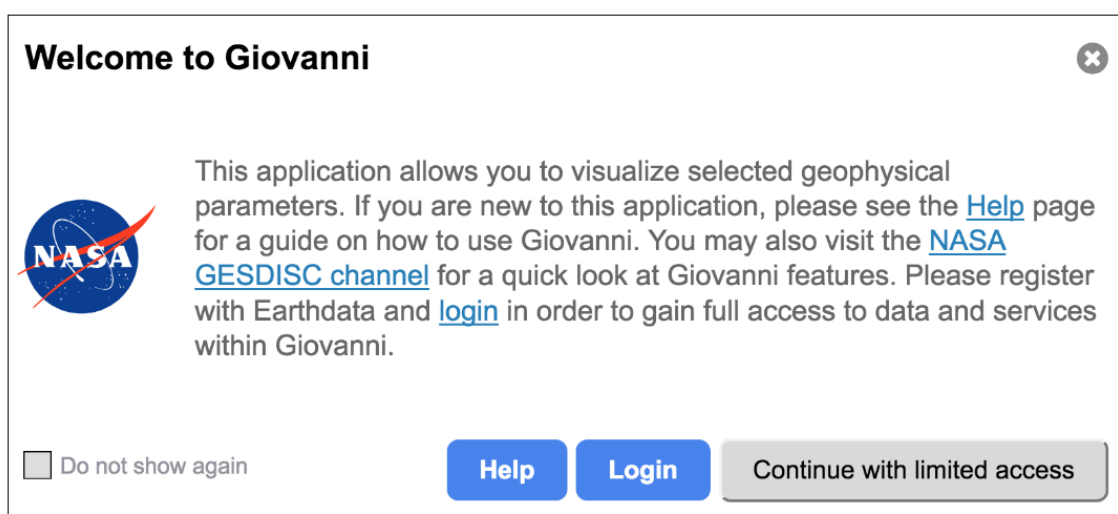 Welcome to Giovanni
This application allows you to visualize selected geophysical
parameters. If you are new to this application, please see the Help page
for a guide on how to use Giovanni. You may also visit the NASA
GESDISC channel for a quick look at Giovanni features. Please register
with Earthdata and login in order to gain full access to data and services
within Giovanni.
NASA
Do not show again
Help
Login
Continue with limited access